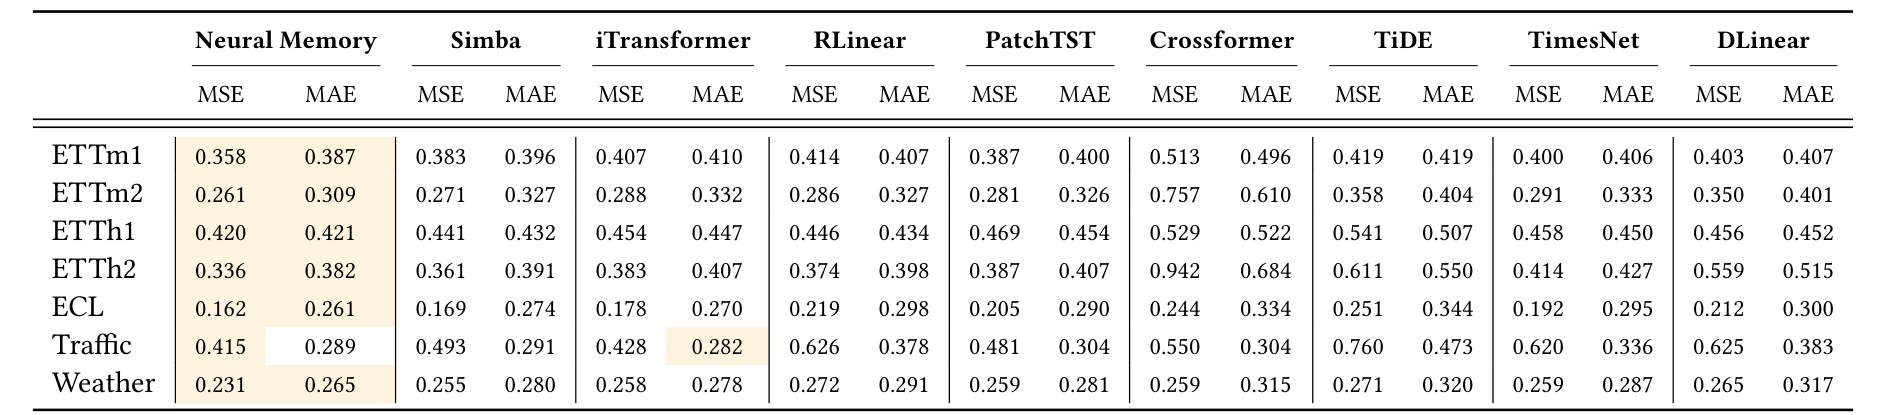 Neural Memory Simba iTransformer RLinear PatchTST Crossformer TiDE TimesNet DLinear
MSE MAE MSE MAE MSE MAE MSE MAE MSE MAE MSE MAE MSE MAE MSE MAE MSE MAE
ETTm1 0.358 0.387 0.383 0.396 0.407 0.410 0.414 0.407 0.387 0.400 0.513 0.496 0.419 0.419 0.400 0.406 0.403 0.407
ETTm2 0.261 0.309 0.271 0.327 0.288 0.332 0.286 0.327 0.281 0.326 0.757 0.610 0.358 0.404 0.291 0.333 0.350 0.401
ETTh1 0.420 0.421 0.441 0.432 0.454 0.447 0.446 0.434 0.469 0.454 0.529 0.522 0.541 0.507 0.458 0.450 0.456 0.452
ETTh2 0.336 0.382 0.361 0.391 0.383 0.407 0.374 0.398 0.387 0.407 0.942 0.684 0.611 0.550 0.414 0.427 0.559 0.515
ECL 0.162 0.261 0.169 0.274 0.178 0.270 0.219 0.298 0.205 0.290 0.244 0.334 0.251 0.344 0.192 0.295 0.212 0.300
Traffic 0.415 0.289 0.493 0.291 0.428 0.282 0.626 0.378 0.481 0.304 0.550 0.304 0.760 0.473 0.620 0.336 0.625 0.383
Weather 0.231 0.265 0.255 0.280 0.258 0.278 0.272 0.291 0.259 0.281 0.259 0.315 0.271 0.320 0.259 0.287 0.265 0.317